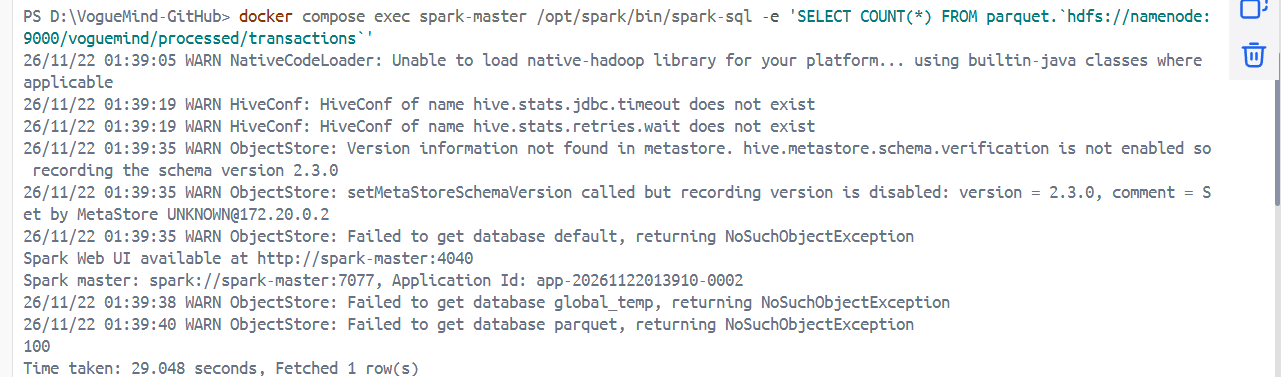 PS D:\VogueMind-GitHub> docker compose exec spark-master /opt/spark/bin/spark-sql -e 'SELECT COUNT(*) FROM parquet.`hdfs://namenode:
9000/voguemind/processed/transactions`'
26/11/22 01:39:05 WARN NativeCodeLoader: Unable to load native-hadoop library for your platform... using builtin-java classes where
applicable
26/11/22 01:39:19 WARN HiveConf: HiveConf of name hive.stats.jdbc.timeout does not exist
26/11/22 01:39:19 WARN HiveConf: HiveConf of name hive.stats.retries.wait does not exist
26/11/22 01:39:35 WARN ObjectStore: Version information not found in metastore. hive.metastore.schema.verification is not enabled so
 recording the schema version 2.3.0
26/11/22 01:39:35 WARN ObjectStore: setMetaStoreSchemaVersion called but recording version is disabled: version = 2.3.0, comment = S
et by MetaStore UNKNOWN@172.20.0.2
26/11/22 01:39:35 WARN ObjectStore: Failed to get database default, returning NoSuchObjectException
Spark Web UI available at http://spark-master:4040
Spark master: spark://spark-master:7077, Application Id: app-20261122013910-0002
26/11/22 01:39:38 WARN ObjectStore: Failed to get database global_temp, returning NoSuchObjectException
26/11/22 01:39:40 WARN ObjectStore: Failed to get database parquet, returning NoSuchObjectException
100
Time taken: 29.048 seconds, Fetched 1 row(s)